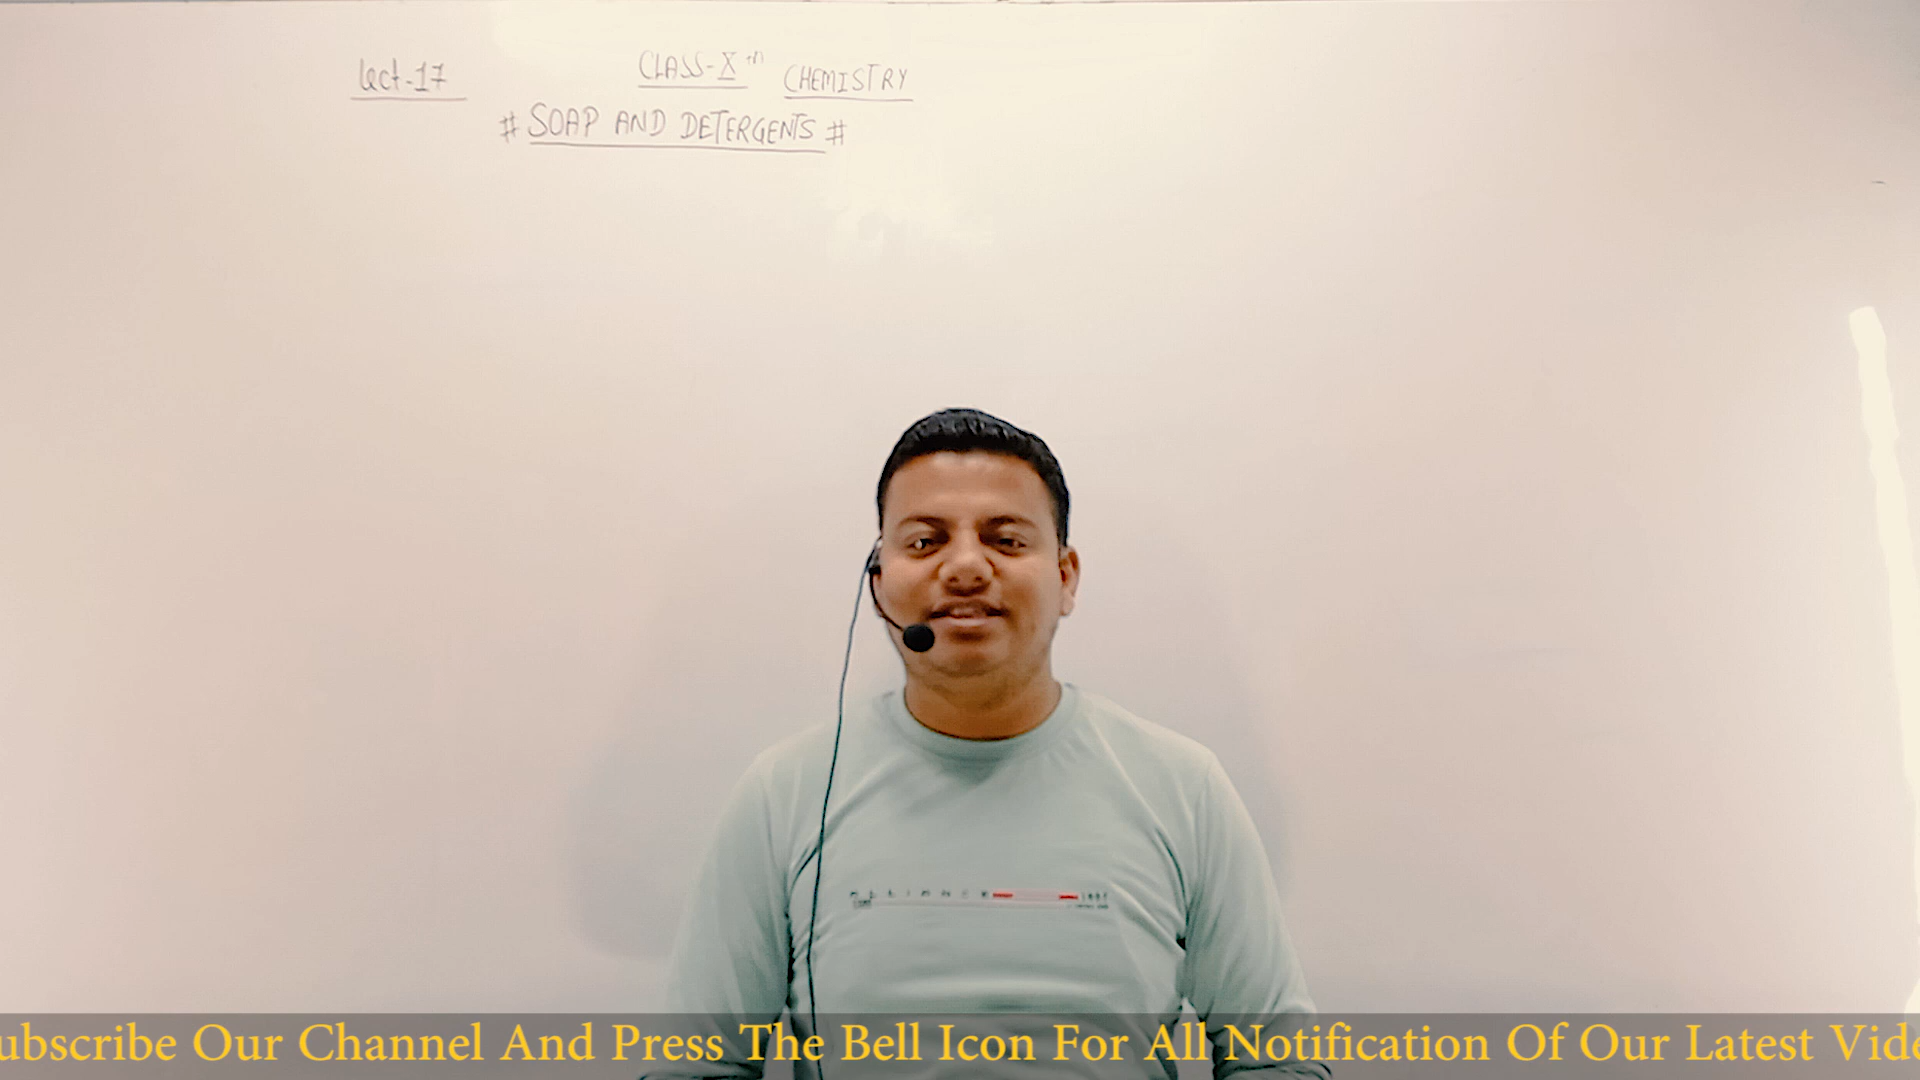 Lect-17 CLASS-Xth CHEMISTRY
# SOAP AND DETERGENTS #
ubscribe Our Channel And Press The Bell Icon For All Notification Of Our Latest Vide